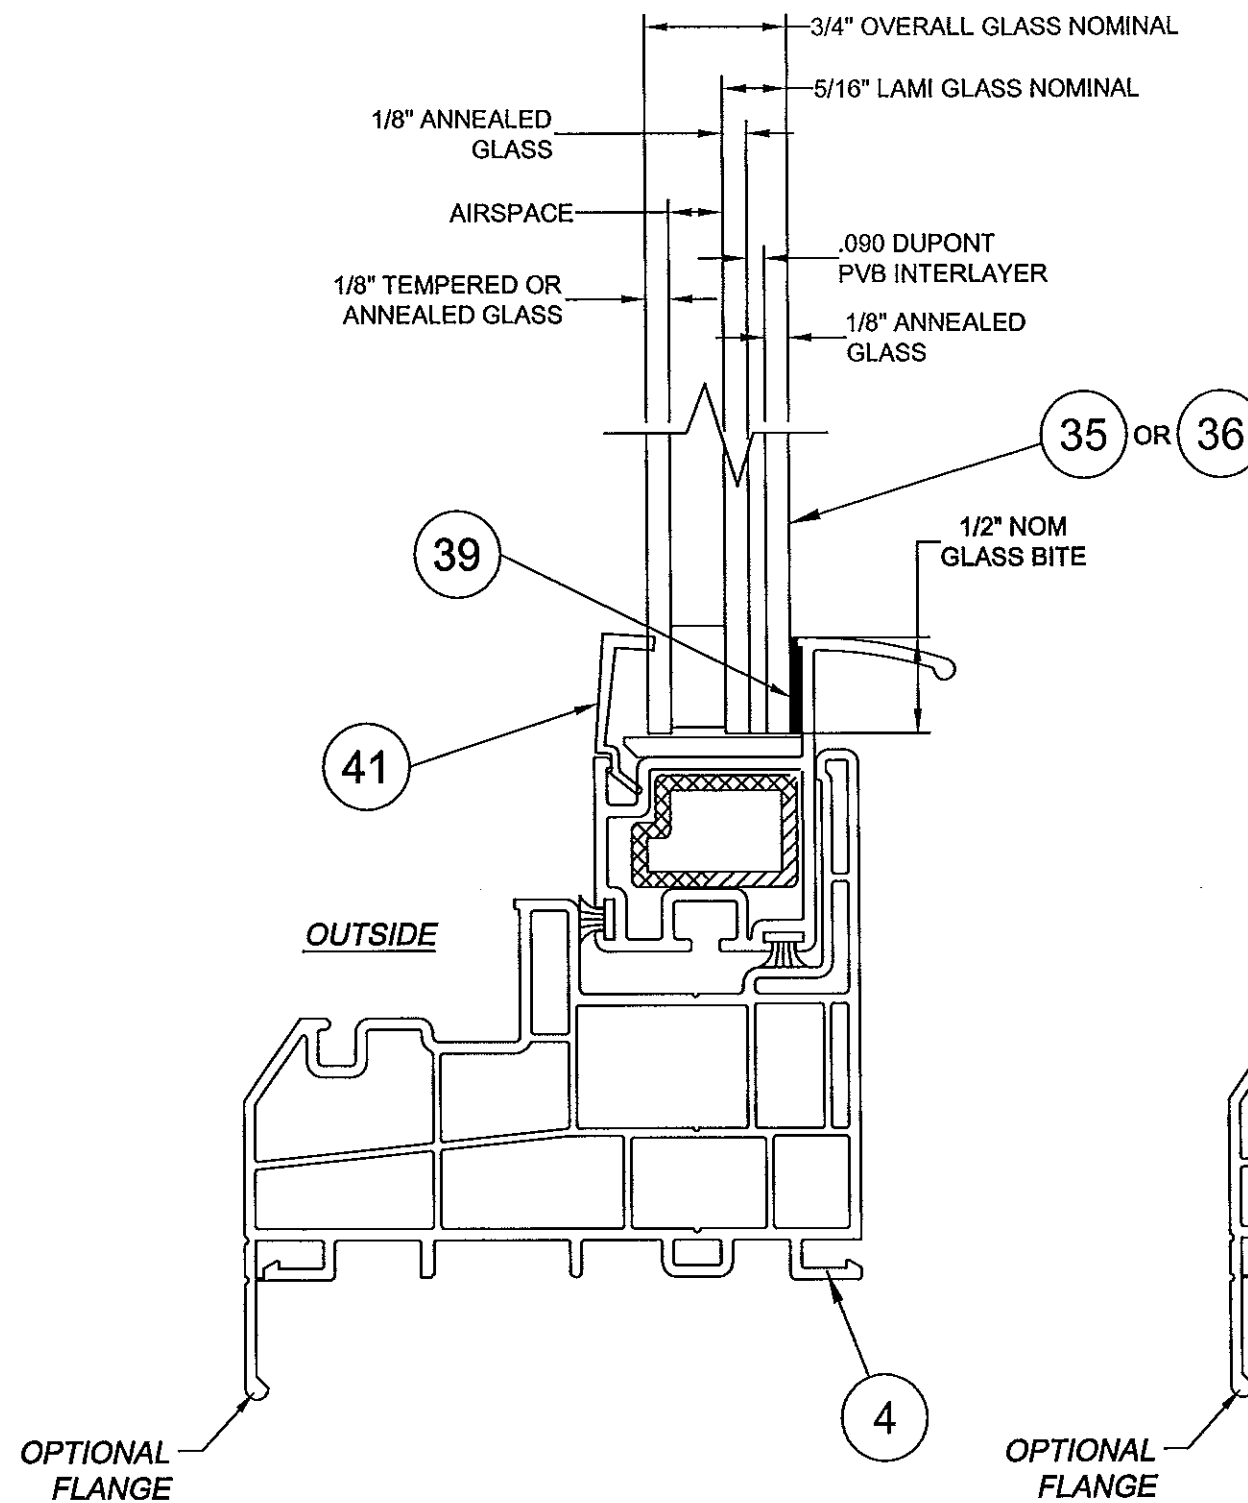 3/4" OVERALL GLASS NOMINAL
5/16" LAMI GLASS NOMINAL
1/8" ANNEALED
GLASS
AIRSPACE
.090 DUPONT
PVB INTERLAYER
1/8" TEMPERED OR
ANNEALED GLASS
1/8" ANNEALED
GLASS
35 OR 36
1/2" NOM
GLASS BITE
39
41
OUTSIDE
4
OPTIONAL
FLANGE
OPTIONAL
FLANGE